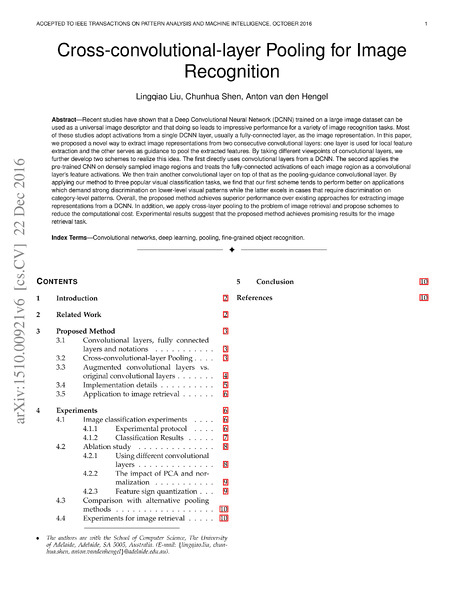 ACCEPTED TO IEEE TRANSACTIONS ON PATTERN ANALYSIS AND MACHINE INTELLIGENCE, OCTOBER 2016 1
Cross-convolutional-layer Pooling for Image
Recognition
Lingqiao Liu, Chunhua Shen, Anton van den Hengel
Abstract—Recent studies have shown that a Deep Convolutional Neural Network (DCNN) trained on a large image dataset can be
used as a universal image descriptor and that doing so leads to impressive performance for a variety of image recognition tasks. Most
of these studies adopt activations from a single DCNN layer, usually a fully-connected layer, as the image representation. In this paper,
we proposed a novel way to extract image representations from two consecutive convolutional layers: one layer is used for local feature
extraction and the other serves as guidance to pool the extracted features. By taking different viewpoints of convolutional layers, we
further develop two schemes to realize this idea. The first directly uses convolutional layers from a DCNN. The second applies the
pre-trained CNN on densely sampled image regions and treats the fully-connected activations of each image region as a convolutional
layer's feature activations. We then train another convolutional layer on top of that as the pooling-guidance convolutional layer. By
applying our method to three popular visual classification tasks, we find that our first scheme tends to perform better on applications
which demand strong discrimination on lower-level visual patterns while the latter excels in cases that require discrimination on
category-level patterns. Overall, the proposed method achieves superior performance over existing approaches for extracting image
representations from a DCNN. In addition, we apply cross-layer pooling to the problem of image retrieval and propose schemes to
reduce the computational cost. Experimental results suggest that the proposed method achieves promising results for the image
retrieval task.
Index Terms—Convolutional networks, deep learning, pooling, fine-grained object recognition.
arXiv:1510.00921v6 [cs.CV] 22 Dec 2016
CONTENTS
1 Introduction 2
2 Related Work 2
3 Proposed Method 3
3.1 Convolutional layers, fully connected
layers and notations . . . . . . . . . . . 3
3.2 Cross-convolutional-layer Pooling . . . . 3
3.3 Augmented convolutional layers vs.
original convolutional layers . . . . . . . 4
3.4 Implementation details . . . . . . . . . . 5
3.5 Application to image retrieval . . . . . . 6
4 Experiments 6
4.1 Image classification experiments . . . . 6
4.1.1 Experimental protocol . . . . 6
4.1.2 Classification Results . . . . . 7
4.2 Ablation study . . . . . . . . . . . . . . 8
4.2.1 Using different convolutional
layers . . . . . . . . . . . . . 8
4.2.2 The impact of PCA and nor-
malization . . . . . . . . . . . 9
4.2.3 Feature sign quantization . . . 9
4.3 Comparison with alternative pooling
methods . . . . . . . . . . . . . . . . . . 10
4.4 Experiments for image retrieval . . . . . 10
• The authors are with the School of Computer Science, The University
of Adelaide, Adelaide, SA 5005, Australia. (E-mail: {lingqiao.liu, chun-
hua.shen, anton.vandenhengel}@adelaide.edu.au).
5 Conclusion 10
References 10